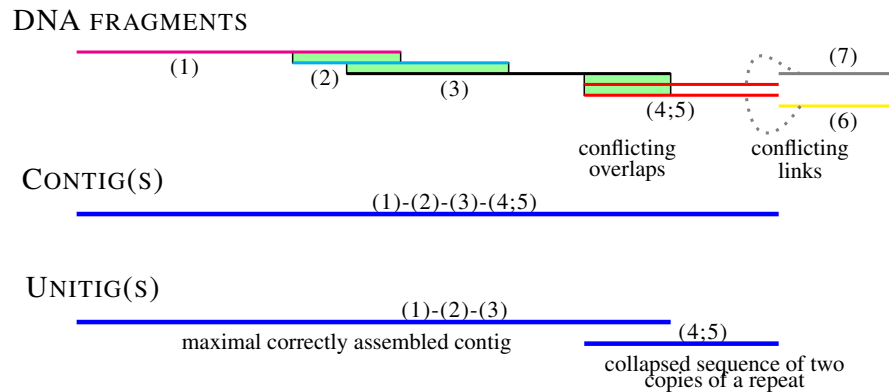 DNA FRAGMENTS
(7)
(1)
(2)
(3)
(4;5)
(6)
conflicting
overlaps
conflicting
links
CONTIG(S)
(1)-(2)-(3)-(4;5)
UNITIG(S)
(1)-(2)-(3)
maximal correctly assembled contig
(4;5)
collapsed sequence of two
copies of a repeat